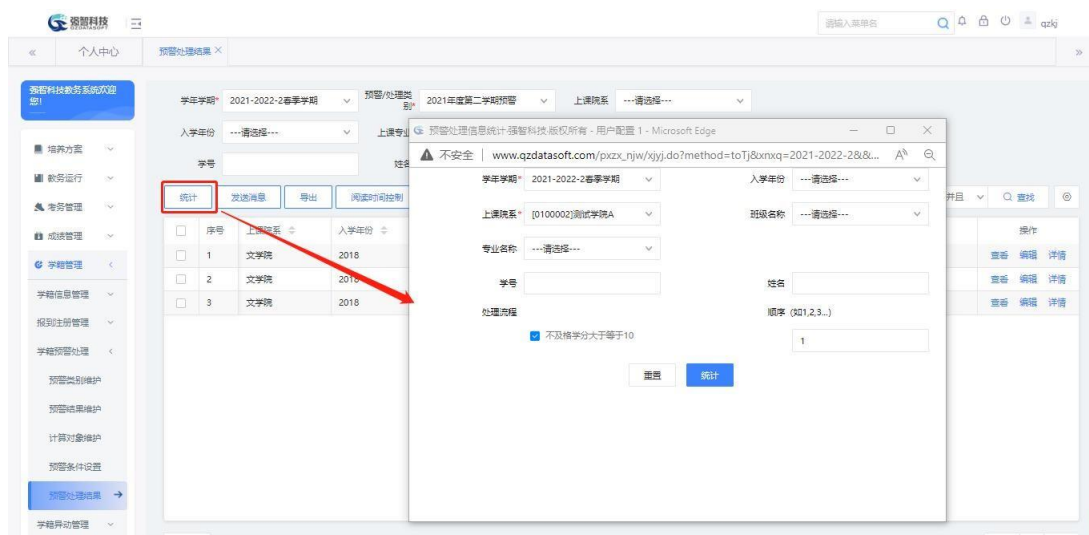 强智科技
QZDATASOFT
请输入菜单名
qzkj
个人中心
预警处理结果 ×
强智科技教务系统欢迎您!
培养方案
教务运行
考务管理
成绩管理
学籍管理
学籍信息管理
报到注册管理
学籍预警处理
预警类别维护
预警结果维护
计算对象维护
预警条件设置
预警处理结果
学籍异动管理
学年学期* 2021-2022-2春季学期
预警/处理类别* 2021年度第二学期预警
上课院系 ---请选择---
入学年份 ---请选择---
上课专业
学号
姓名
统计 发送消息 导出 阅读时间控制
并且 查找
序号 上课院系 入学年份 操作
1 文学院 2018 查看 编辑 详情
2 文学院 2018 查看 编辑 详情
3 文学院 2018 查看 编辑 详情
预警处理信息统计-强智科技-版权所有 - 用户配置 1 - Microsoft Edge
不安全 | www.qzdatasoft.com/pxzx_njw/xjyj.do?method=toTj&xnxq=2021-2022-2&&...
学年学期* 2021-2022-2春季学期 入学年份 ---请选择---
上课院系* [0100002]测试学院A 班级名称 ---请选择---
专业名称 ---请选择---
学号 姓名
处理流程 顺序 (如1,2,3...)
不及格学分大于等于10 1
重置 统计